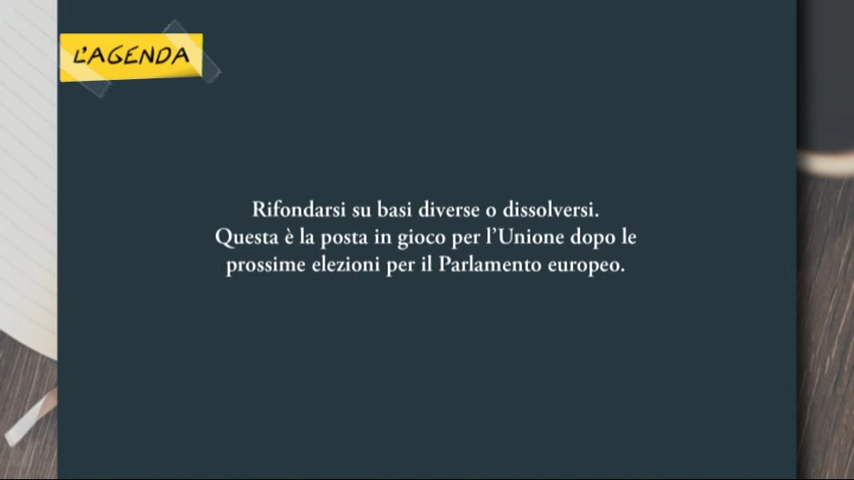 L'AGENDA
Rifondarsi su basi diverse o dissolversi.
Questa è la posta in gioco per l'Unione dopo le
prossime elezioni per il Parlamento europeo.